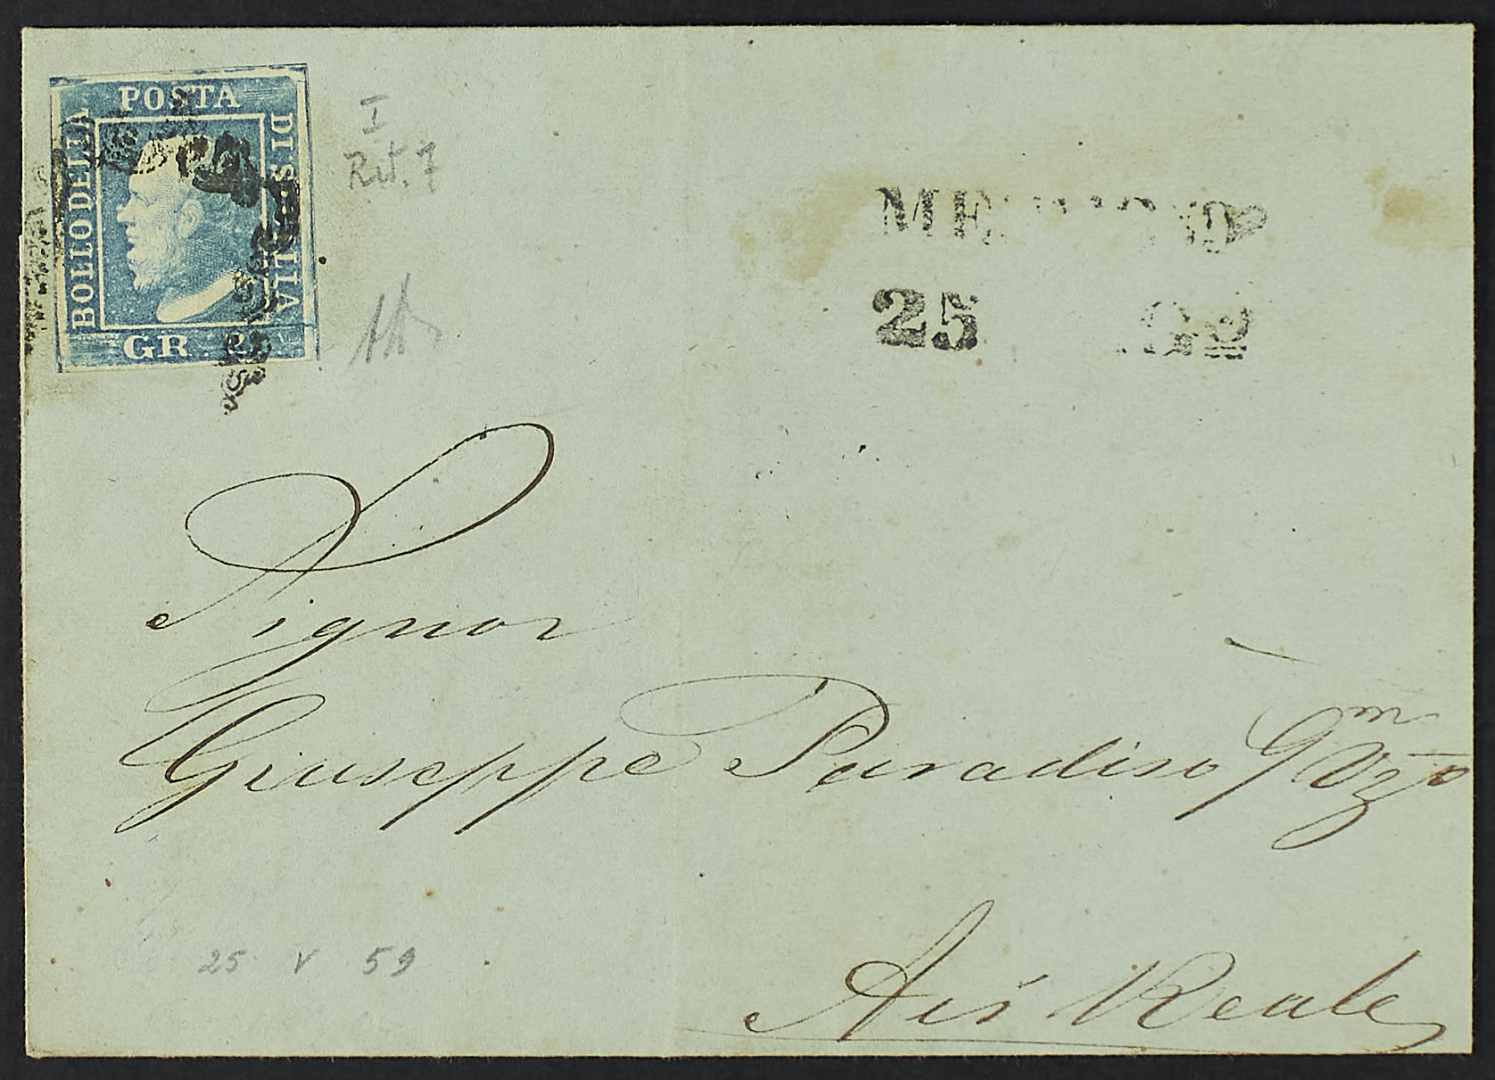 POSTA
BOLLO DELLA
DI SICILIA
GR 2
I
Rit. 7
25
Signor
Giuseppe Paradiso
Aci Reale
25 V 59